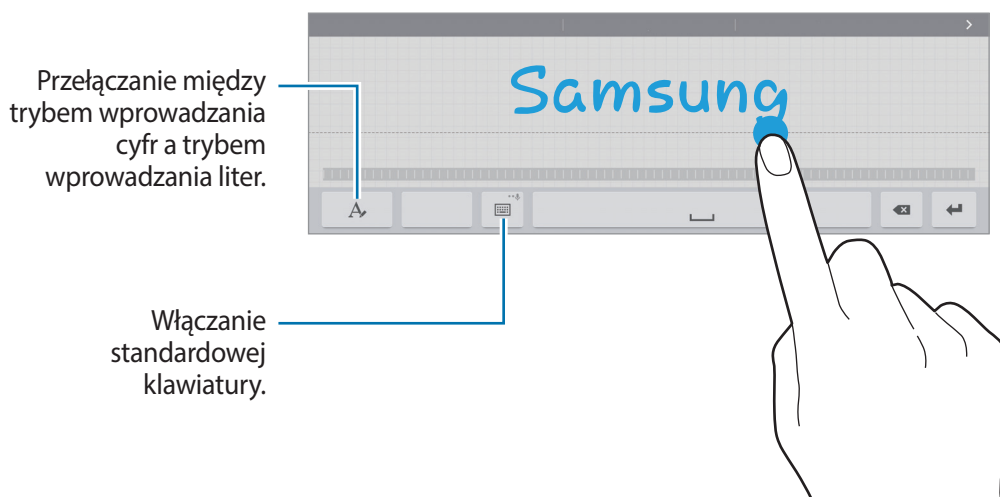 Samsung
Przełączanie między
trybem wprowadzania
cyfr a trybem
wprowadzania liter.
Włączanie
standardowej
klawiatury.